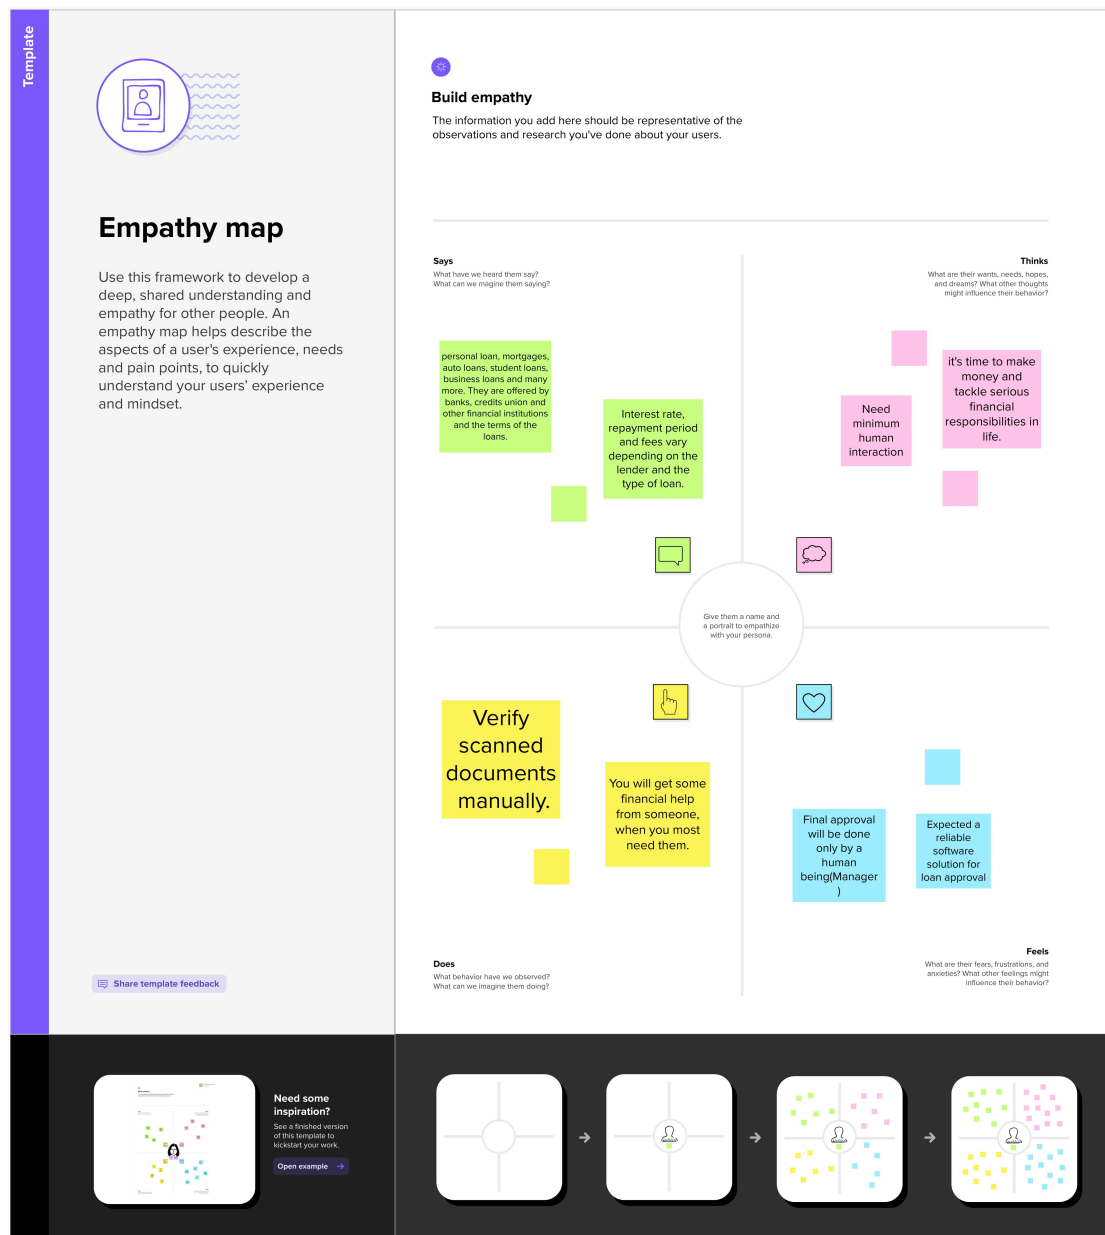 Template
Empathy map
Use this framework to develop a
deep, shared understanding and
empathy for other people. An
empathy map helps describe the
aspects of a user's experience, needs
and pain points, to quickly
understand your users' experience
and mindset.
Share template feedback
Build empathy
The information you add here should be representative of the
observations and research you've done about your users.
Says
What have we heard them say?
What can we magine them saying?
personal loan, mortgages,
auto loans, student loans,
business loans and many
more. They are offered by
banks, credits union and
other financial institutions
and the terms of the
loans.
Interest rate,
repayment period
and fees vary
depending on the
lender and the
type of loan.
Thinks
What are their wants, needs, hopes,
and dreams? What other thoughts
might influence their behavior?
Need
minimum
human
interaction
it's time to make
money and
tackle serious
financial
responsibilities in
life.
Give them a name and
a portrait to empathize
with your persona.
Verify
scanned
documents
manually.
You will get some
financial help
from someone,
when you most
need them.
Does
What behavior have we observed?
What can we imagine them doing?
Final approval
will be done
only by a
human
being(Manager
)
Expected a
reliable
software
solution for
loan approval
Feels
What are their fears, frustrations, and
anxieties? What other feelings might
influence their behavior?
Need some
inspiration?
See a finished version
of this template to
kickstart your work.
Open example